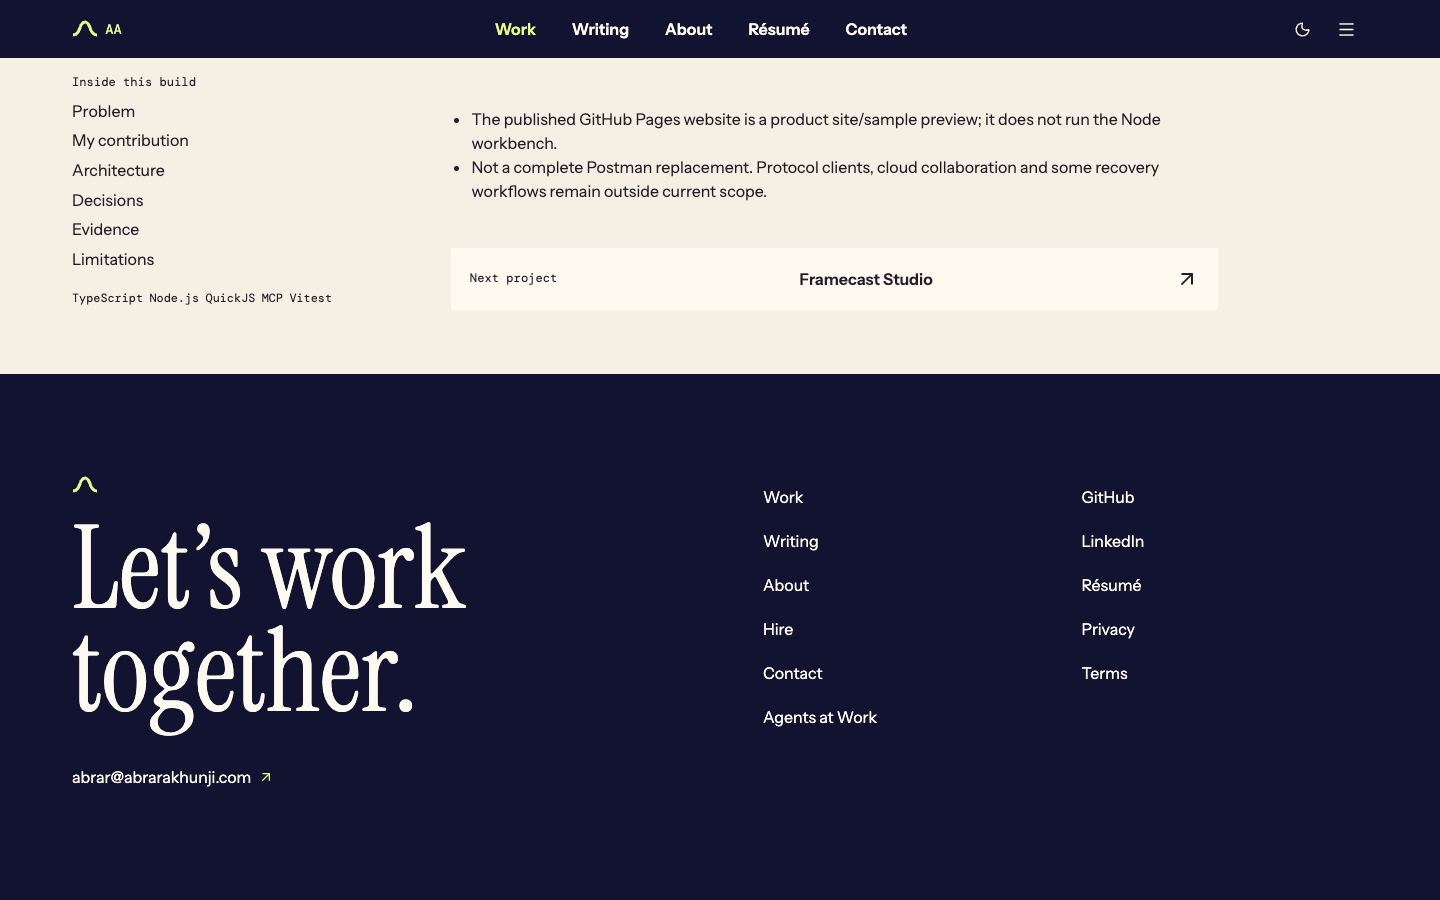 AA
Work
Writing
About
Résumé
Contact
Inside this build
Problem
My contribution
Architecture
Decisions
Evidence
Limitations
TypeScript Node.js QuickJS MCP Vitest
• The published GitHub Pages website is a product site/sample preview; it does not run the Node
workbench.
• Not a complete Postman replacement. Protocol clients, cloud collaboration and some recovery
workflows remain outside current scope.
Next project
Framecast Studio
Let’s work
together.
abrar@abrarakhunji.com
Work
Writing
About
Hire
Contact
Agents at Work
GitHub
LinkedIn
Résumé
Privacy
Terms